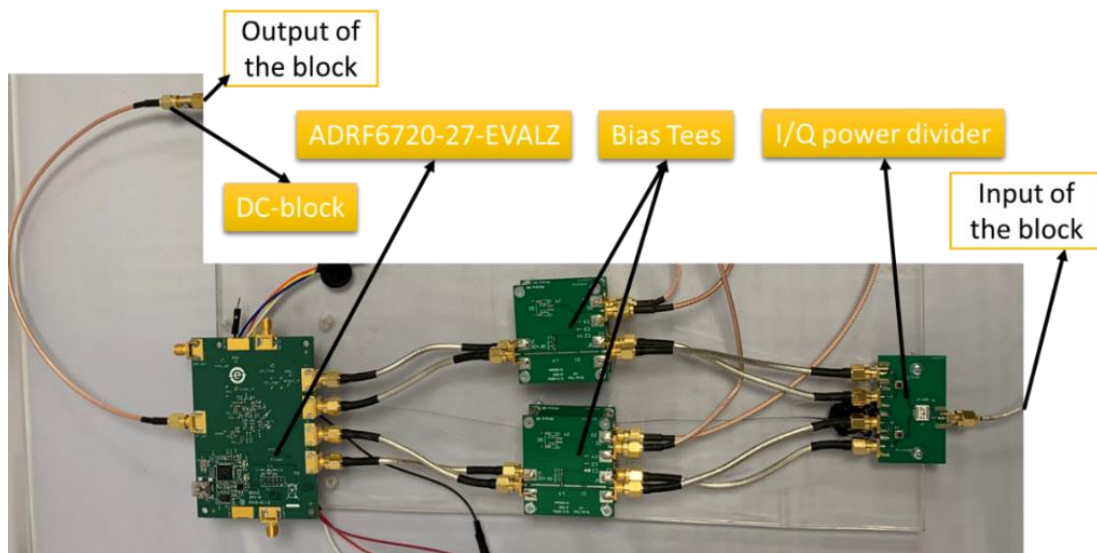 Output of
the block
ADRF6720-27-EVALZ
Bias Tees
I/Q power divider
DC-block
Input of
the block